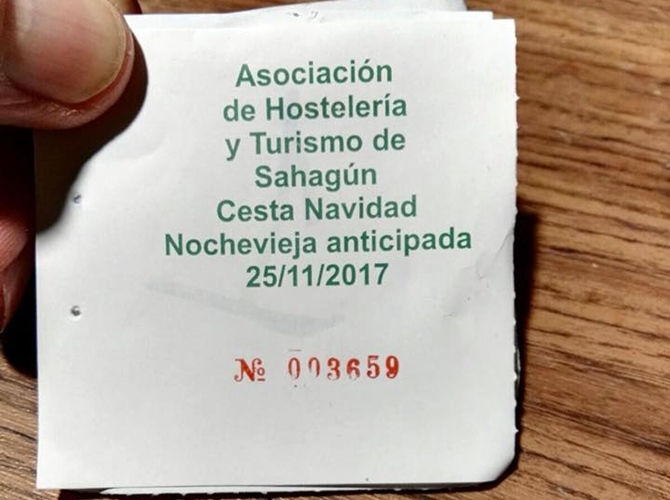 Asociación
de Hostelería
y Turismo de
Sahagún
Cesta Navidad
Nochevieja anticipada
25/11/2017
№ 003659